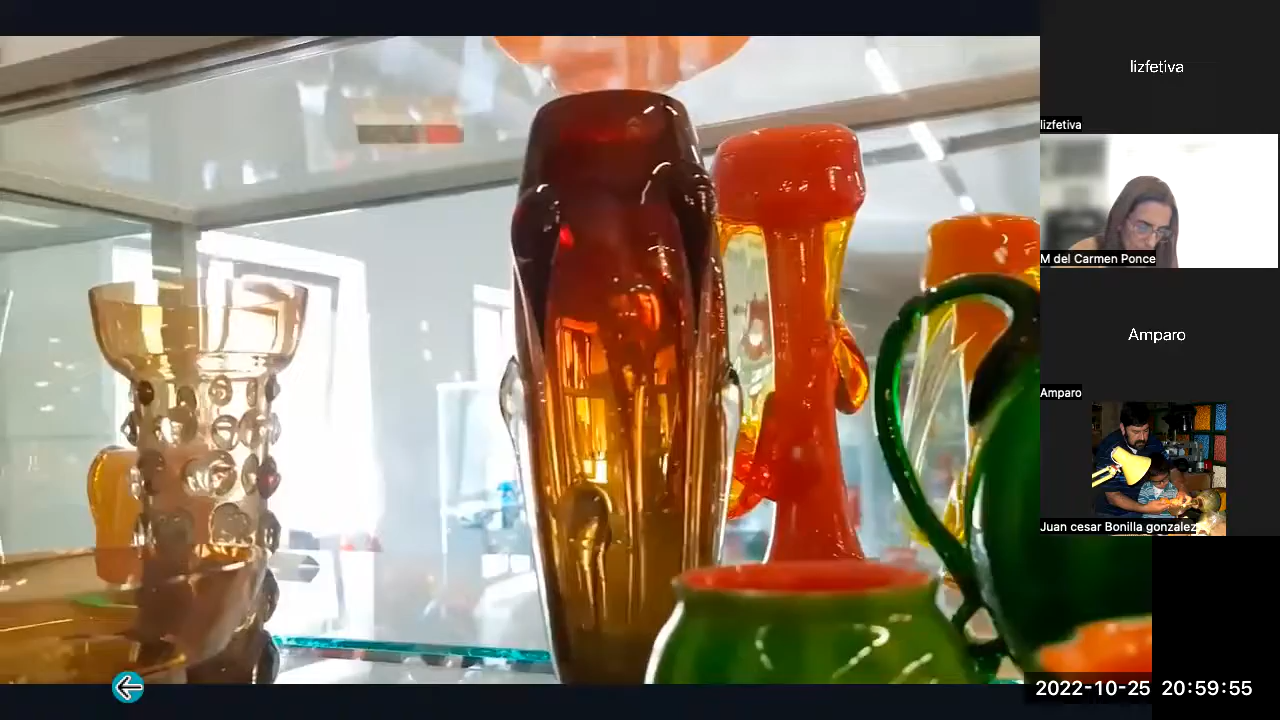 lizfetiva
lizfetiva
M del Carmen Ponce
Amparo
Amparo
Juan cesar Bonilla gonzalez
2022-10-25 20:59:55